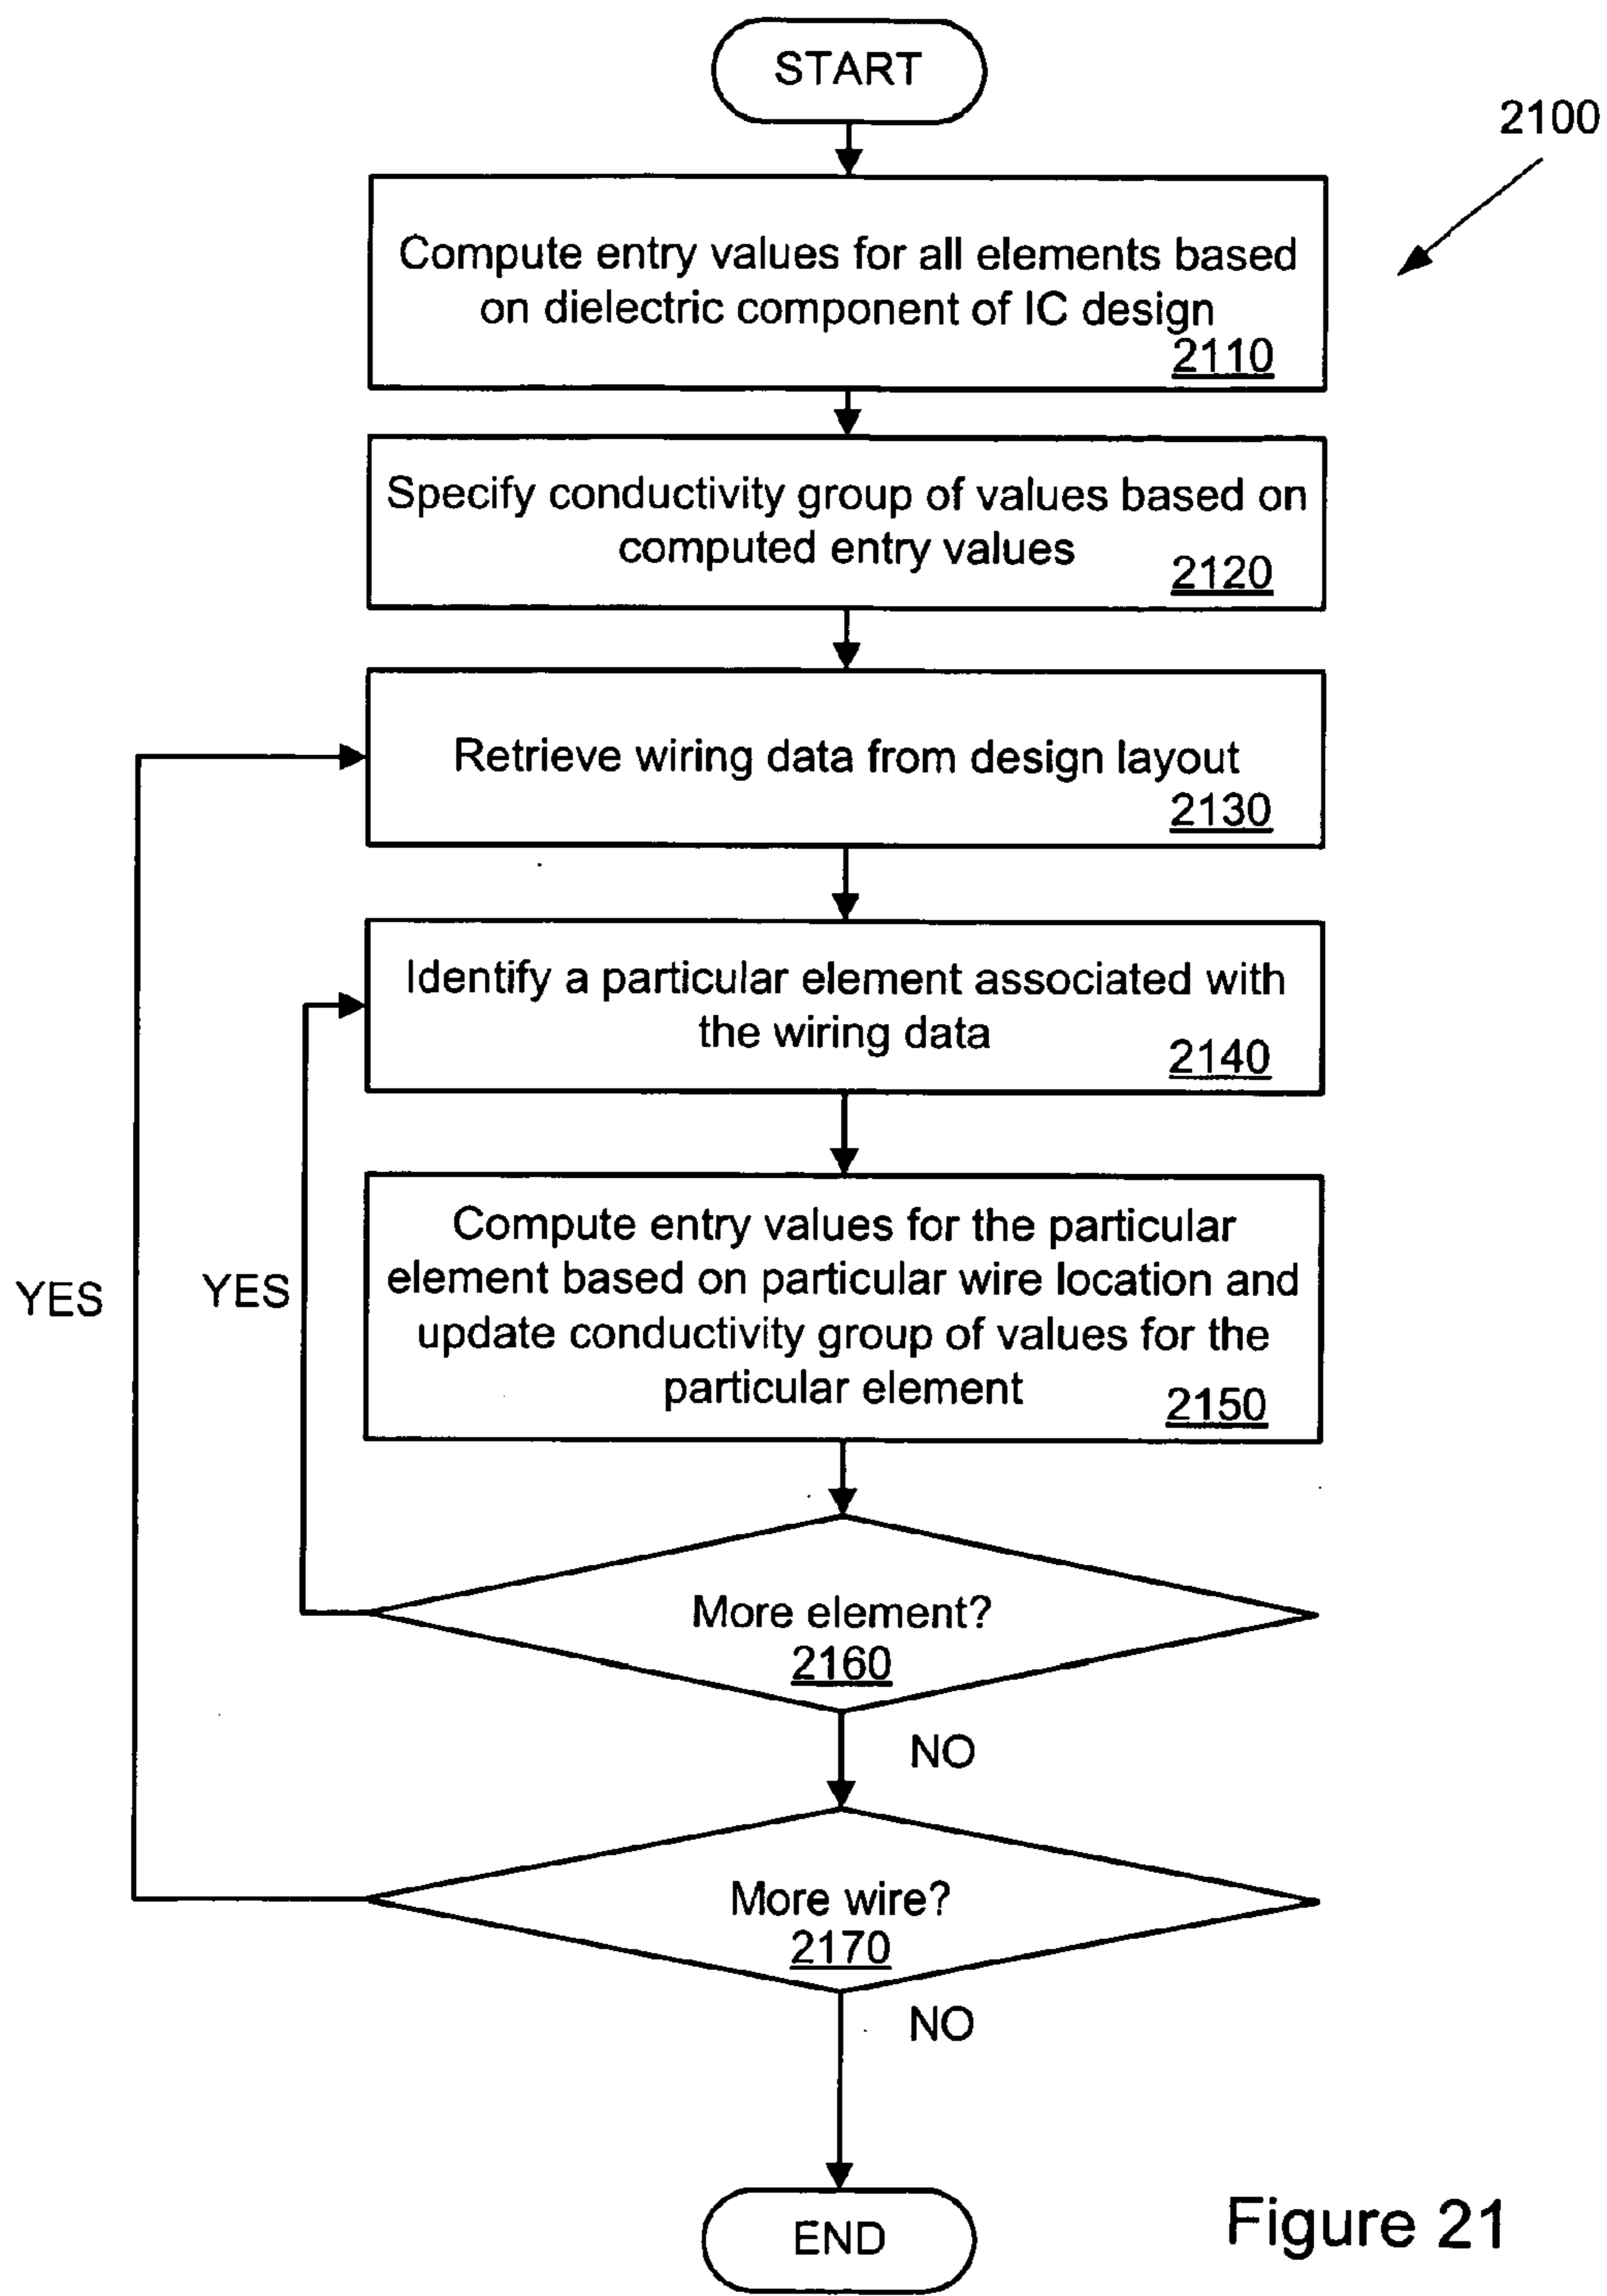 START
2100
Compute entry values for all elements based
on dielectric component of IC design
2110
Specify conductivity group of values based on
computed entry values
2120
Retrieve wiring data from design layout
2130
Identify a particular element associated with
the wiring data
2140
Compute entry values for the particular
element based on particular wire location and
update conductivity group of values for the
particular element
2150
YES
YES
More element?
2160
NO
More wire?
2170
NO
END
Figure 21